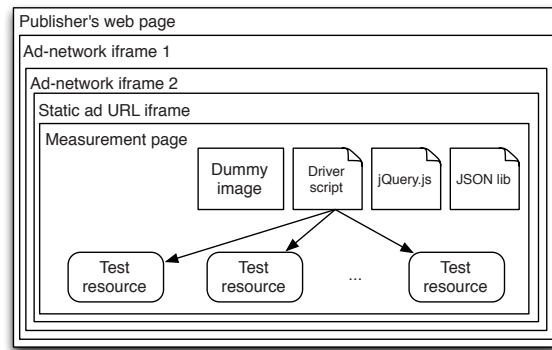 Publisher's web page
Ad-network iframe 1
Ad-network iframe 2
Static ad URL iframe
Measurement page
Dummy
image
Driver
script
jQuery.js
JSON lib
Test
resource
Test
resource
...
Test
resource